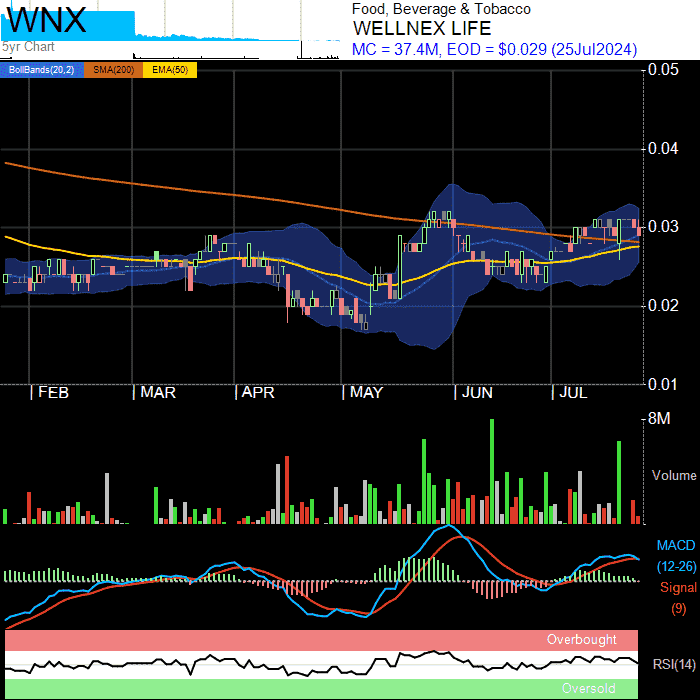 WNX
5yr Chart
Food, Beverage & Tobacco
WELLNEX LIFE
MC = 37.4M, EOD = $0.029 (25Jul2024)
BollBands(20,2) SMA(200) EMA(50)
0.05
0.04
0.03
0.02
0.01
FEB MAR APR MAY JUN JUL
8M
Volume
MACD
(12-26)
Signal
(9)
Overbought
RSI(14)
Oversold